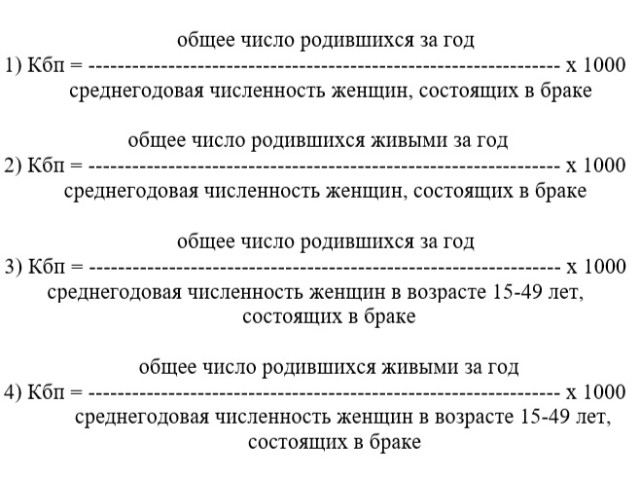 общее число родившихся за год
1) Кбп = ----------------------------------------------------------------- х 1000
среднегодовая численность женщин, состоящих в браке
общее число родившихся живыми за год
2) Кбп = ----------------------------------------------------------------- х 1000
среднегодовая численность женщин, состоящих в браке
общее число родившихся за год
3) Кбп = ----------------------------------------------------------------- х 1000
среднегодовая численность женщин в возрасте 15-49 лет,
состоящих в браке
общее число родившихся живыми за год
4) Кбп = ----------------------------------------------------------------- х 1000
среднегодовая численность женщин в возрасте 15-49 лет,
состоящих в браке